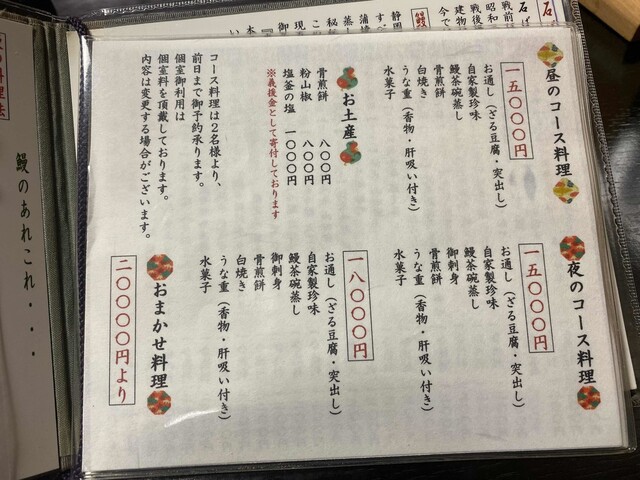 昼のコース料理
一五〇〇〇円
お通し（ざる豆腐・突出し）
自家製珍味
鰻茶碗蒸し
骨煎餅
白焼き
うな重（香物・肝吸い付き）
水菓子
お土産
骨煎餅　八〇〇円
粉山椒　八〇〇円
塩釜の塩　一〇〇〇円
※義援金として寄付しております
コース料理は2名様より、
前日まで御予約承ります。
個室御利用は
個室料を頂戴しております。
内容は変更する場合がございます。
夜のコース料理
一五〇〇〇円
お通し（ざる豆腐・突出し）
自家製珍味
鰻茶碗蒸し
御刺身
骨煎餅
うな重（香物・肝吸い付き）
水菓子
一八〇〇〇円
お通し（ざる豆腐・突出し）
自家製珍味
鰻茶碗蒸し
御刺身
骨煎餅
白焼き
うな重（香物・肝吸い付き）
水菓子
おまかせ料理
二〇〇〇〇円より
鰻のあれこれ・・・・